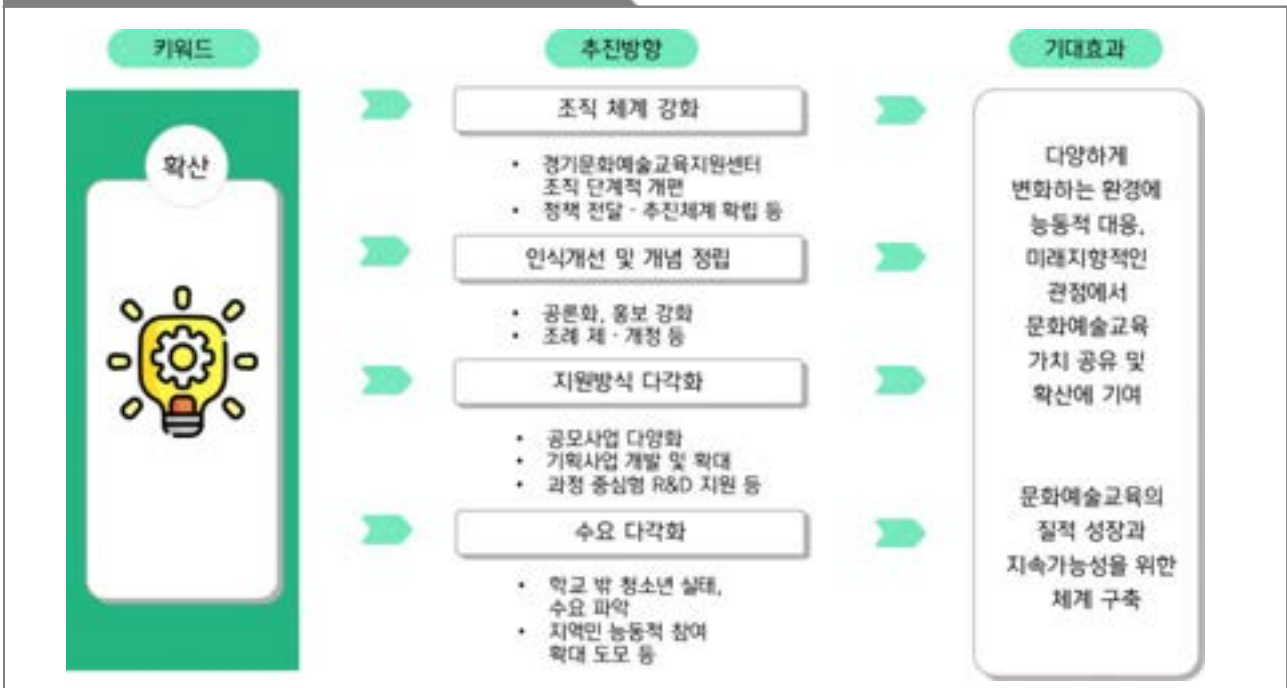 키워드
추진방향
기대효과
확산
조직 체계 강화
• 경기문화예술교육지원센터
조직 단계적 개편
• 정책 전달 · 추진체계 확립 등
인식개선 및 개념 정립
• 공론화, 홍보 강화
• 조례 제 · 개정 등
지원방식 다각화
• 공모사업 다양화
• 기획사업 개발 및 확대
• 과정 중심형 R&D 지원 등
수요 다각화
• 학교 밖 청소년 실태,
수요 파악
• 지역민 능동적 참여
확대 도모 등
다양하게
변화하는 환경에
능동적 대응,
미래지향적인
관점에서
문화예술교육
가치 공유 및
확산에 기여
문화예술교육의
질적 성장과
지속가능성을 위한
체계 구축